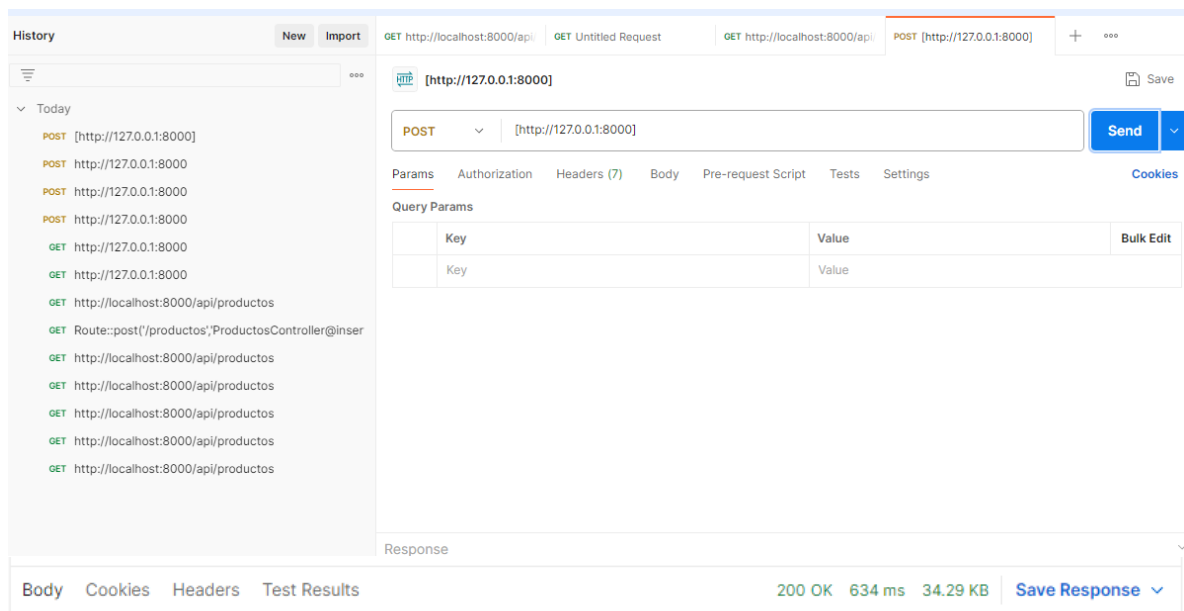 History New Import GET http://localhost:8000/api/ GET Untitled Request GET http://localhost:8000/api/ POST [http://127.0.0.1:8000]
HTTP [http://127.0.0.1:8000] Save
Today
POST [http://127.0.0.1:8000] POST [http://127.0.0.1:8000] Send
POST http://127.0.0.1:8000
POST http://127.0.0.1:8000 Params Authorization Headers (7) Body Pre-request Script Tests Settings Cookies
POST http://127.0.0.1:8000 Query Params
GET http://127.0.0.1:8000 Key Value Bulk Edit
GET http://127.0.0.1:8000 Key Value
GET http://localhost:8000/api/productos
GET Route::post('/productos','ProductosController@inser
GET http://localhost:8000/api/productos
GET http://localhost:8000/api/productos
GET http://localhost:8000/api/productos
GET http://localhost:8000/api/productos
GET http://localhost:8000/api/productos
Response
Body Cookies Headers Test Results 200 OK 634 ms 34.29 KB Save Response